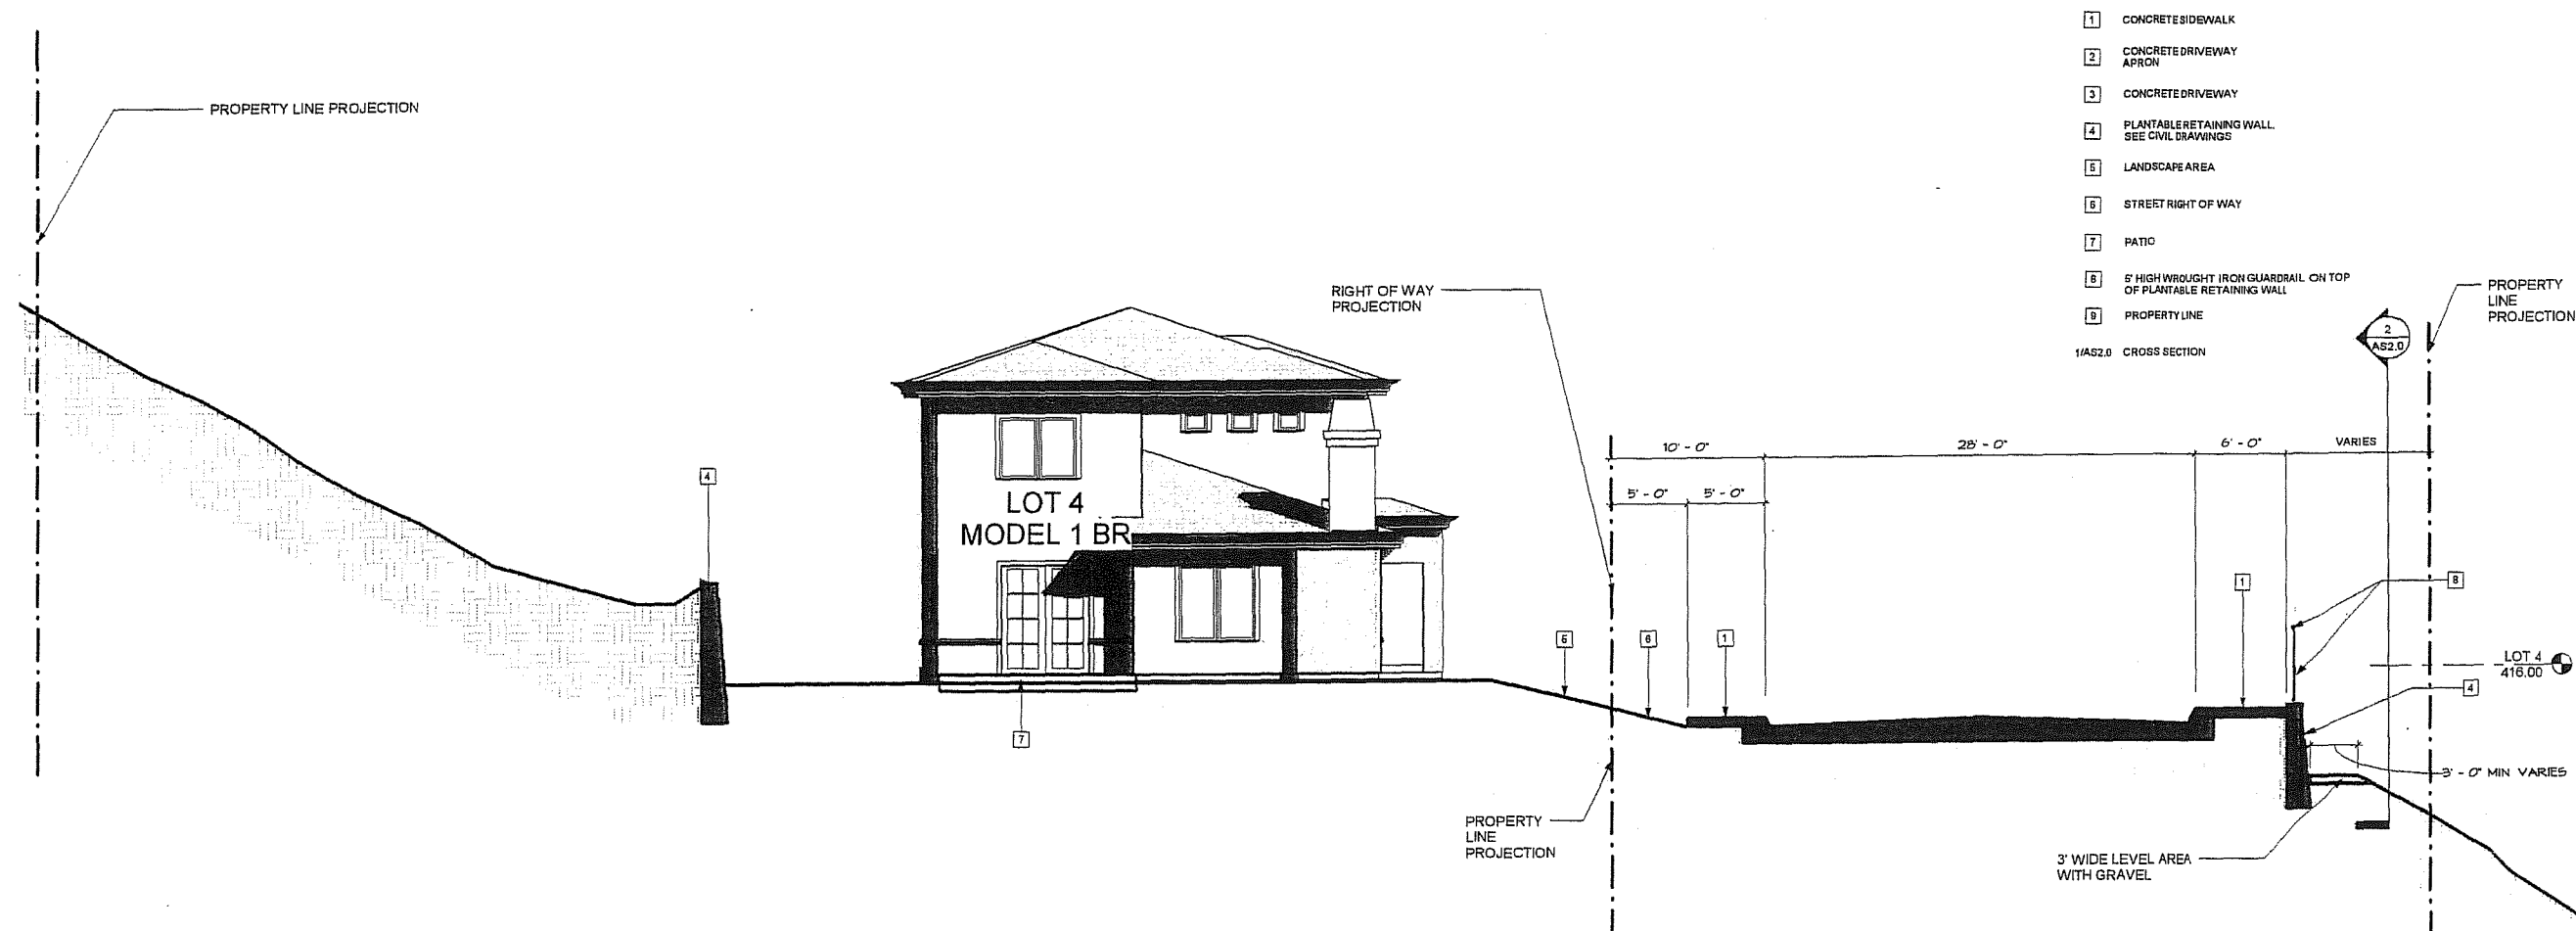 1 CONCRETE SIDEWALK
2 CONCRETE DRIVEWAY
APRON
3 CONCRETE DRIVEWAY
4 PLANTABLE RETAINING WALL.
SEE CIVIL DRAWINGS
5 LANDSCAPE AREA
6 STREET RIGHT OF WAY
7 PATIO
8 5' HIGH WROUGHT IRON GUARDRAIL ON TOP
OF PLANTABLE RETAINING WALL
9 PROPERTY LINE
1/AS2.0 CROSS SECTION
PROPERTY LINE PROJECTION
RIGHT OF WAY
PROJECTION
PROPERTY
LINE
PROJECTION
2
AS2.0
10' - 0"
28' - 0"
6' - 0"
VARIES
5' - 0"
5' - 0"
4
LOT 4
MODEL 1 BR
5
6
1
1
8
LOT 4
416.00
4
7
3' - 0" MIN VARIES
PROPERTY
LINE
PROJECTION
3' WIDE LEVEL AREA
WITH GRAVEL